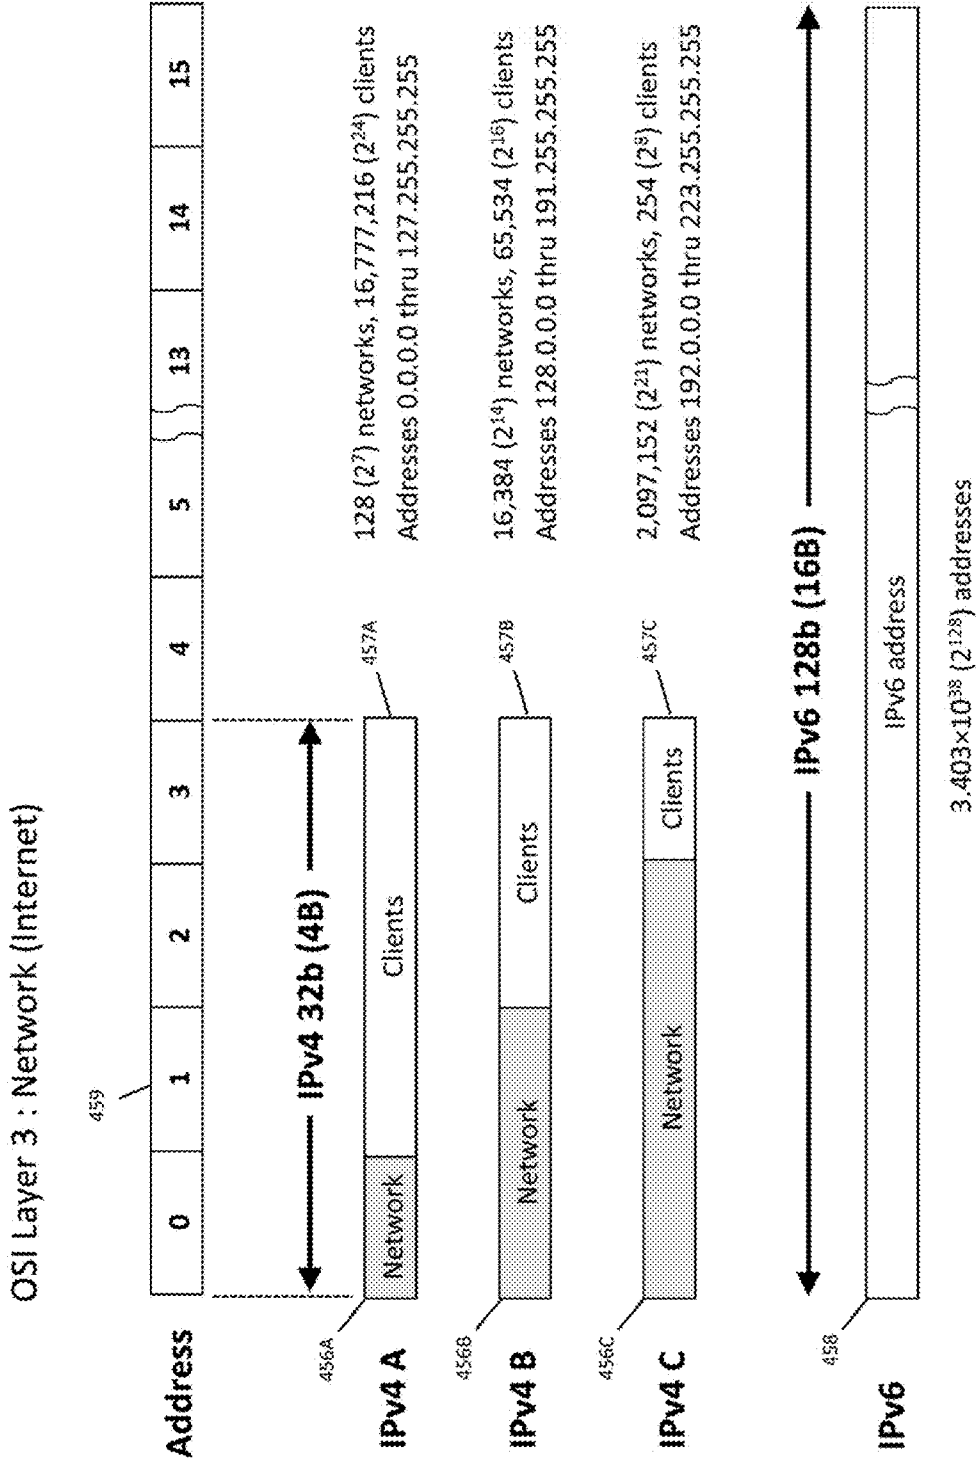 OSI Layer 3 : Network (Internet)
459
Address 0 1 2 3 4 5 13 14 15
IPv4 32b (4B)
456A
457A
IPv4 A Network Clients
128 (2⁷) networks, 16,777,216 (2²⁴) clients
Addresses 0.0.0.0 thru 127.255.255.255
456B
457B
IPv4 B Network Clients
16,384 (2¹⁴) networks, 65,534 (2¹⁶) clients
Addresses 128.0.0.0 thru 191.255.255.255
456C
457C
IPv4 C Network Clients
2,097,152 (2²¹) networks, 254 (2⁸) clients
Addresses 192.0.0.0 thru 223.255.255.255
IPv6 128b (16B)
458
IPv6 IPv6 address
3.403×10³⁸ (2¹²⁸) addresses